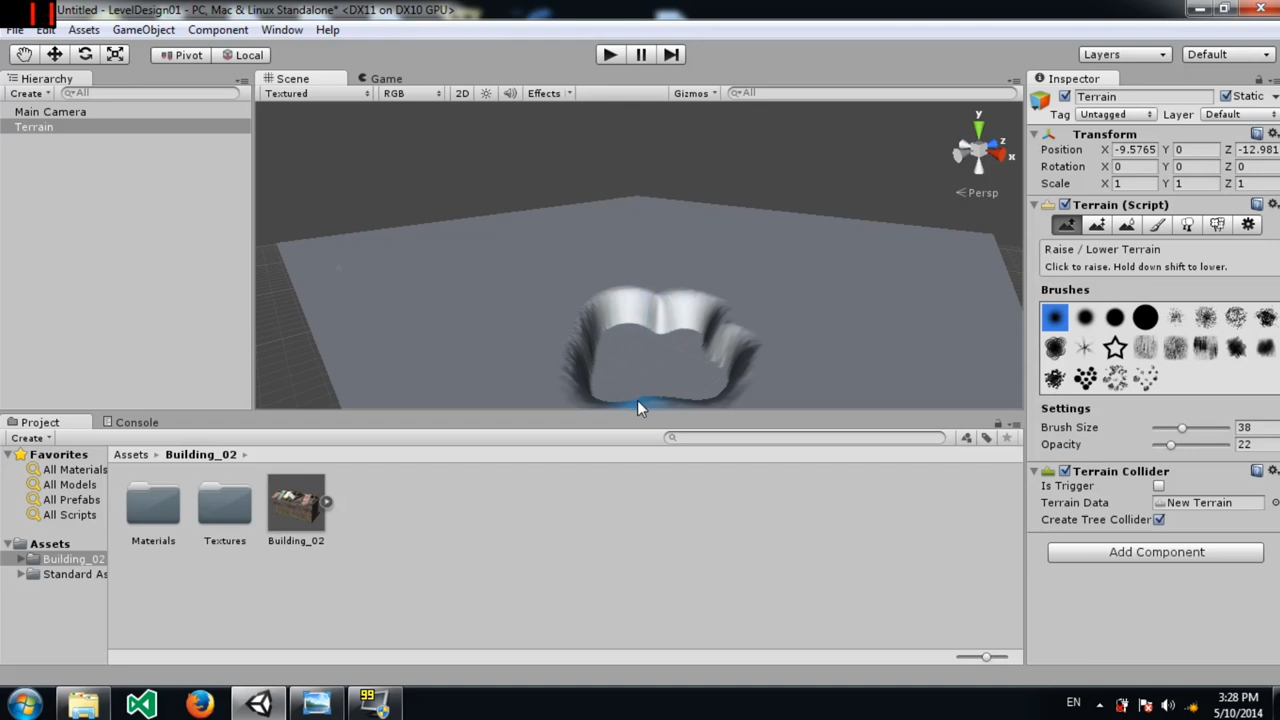 Untitled - LevelDesign01 - PC, Mac & Linux Standalone* <DX11 on DX10 GPU>
File Edit Assets GameObject Component Window Help
Pivot Local Layers Default
Hierarchy Scene Game Inspector
Create All Textured RGB 2D Effects Gizmos All Terrain Static
Main Camera
Terrain
Tag Untagged Layer Default
y
z
x
Persp
Transform
Position X -9.5765 Y 0 Z -12.981
Rotation X 0 Y 0 Z 0
Scale X 1 Y 1 Z 1
Terrain (Script)
Raise / Lower Terrain
Click to raise. Hold down shift to lower.
Brushes
Settings
Brush Size 38
Opacity 22
Terrain Collider
Is Trigger
Terrain Data New Terrain
Create Tree Collider
Add Component
Project Console
Create
Favorites
All Materials
All Models
All Prefabs
All Scripts
Assets
Building_02
Standard As
Assets Building_02
Materials Textures Building_02
99
EN
3:28 PM
5/10/2014